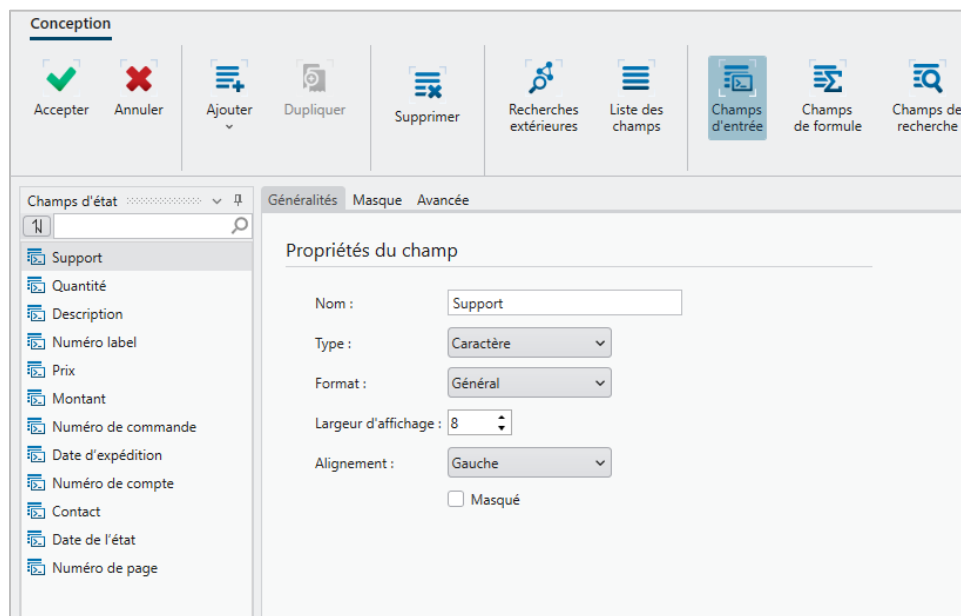 Conception
Accepter
Annuler
Ajouter
Dupliquer
Supprimer
Recherches
extérieures
Liste des
champs
Champs
d'entrée
Champs
de formule
Champs de
recherche
Champs d'état
Support
Quantité
Description
Numéro label
Prix
Montant
Numéro de commande
Date d'expédition
Numéro de compte
Contact
Date de l'état
Numéro de page
Généralités Masque Avancée
Propriétés du champ
Nom : Support
Type : Caractère
Format : Général
Largeur d'affichage : 8
Alignement : Gauche
Masqué